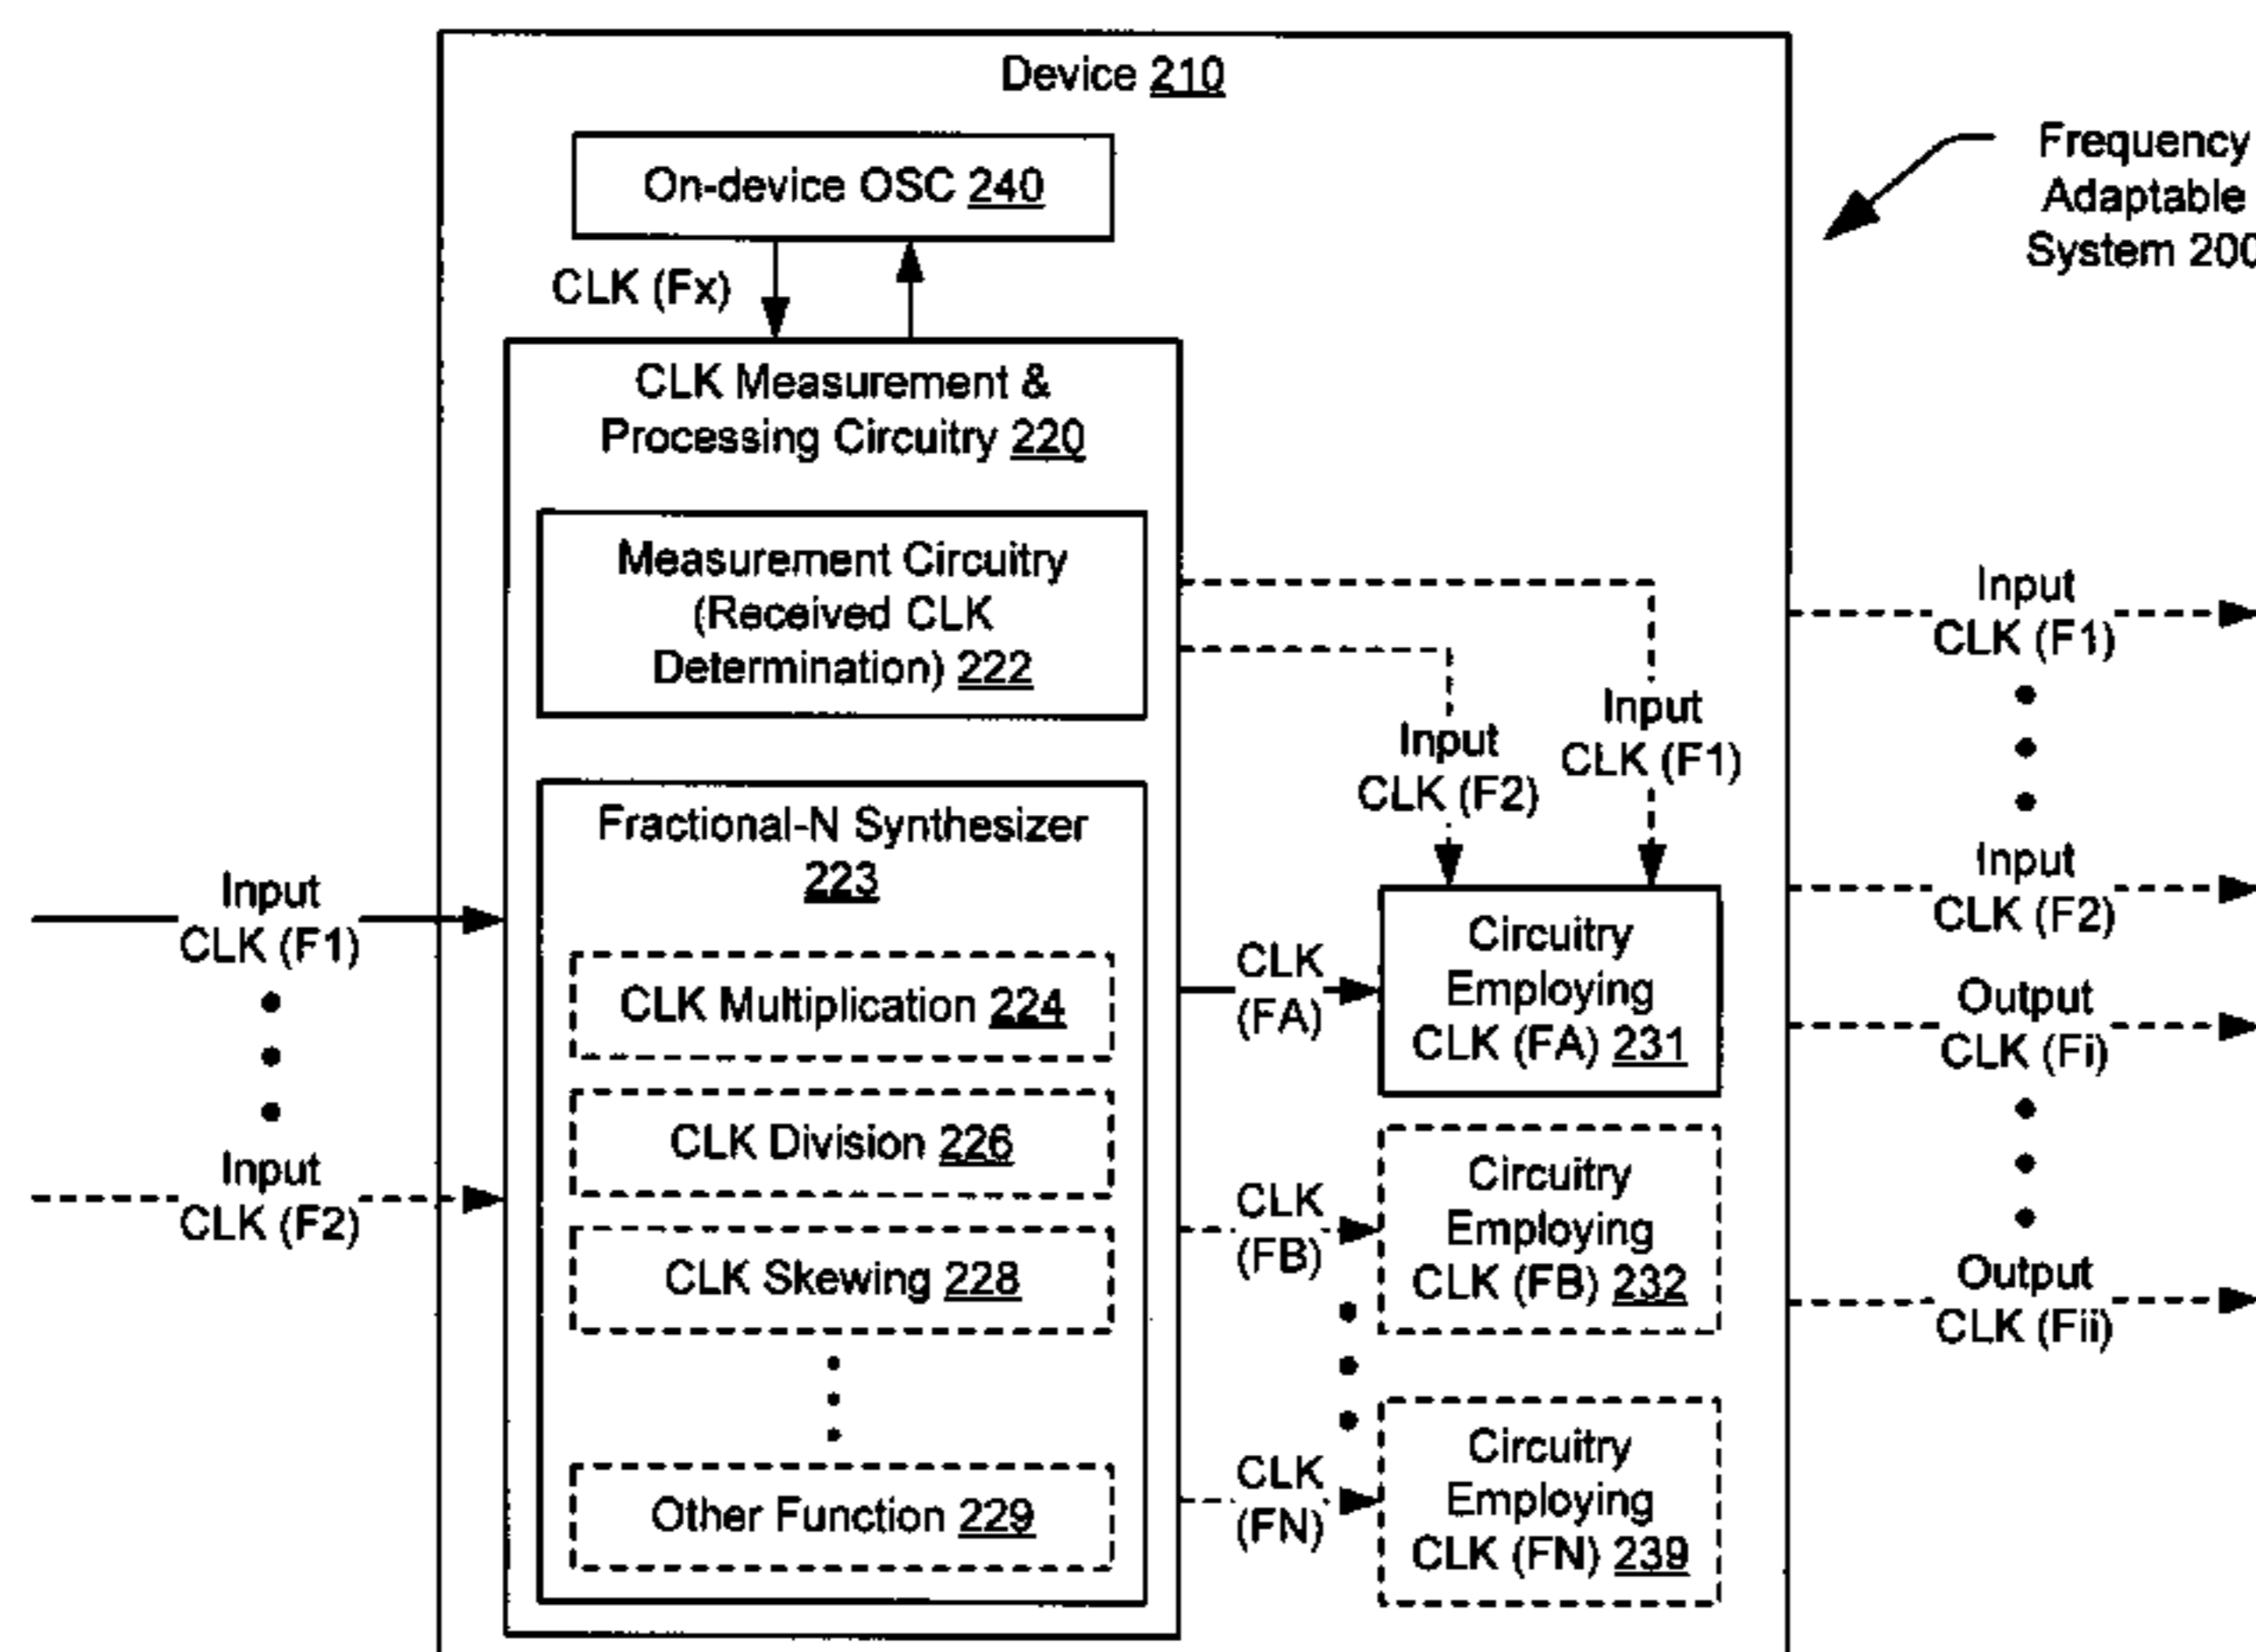 Device 210
Frequency
Adaptable
System 200
On-device OSC 240
CLK (Fx)
CLK Measurement &
Processing Circuitry 220
Measurement Circuitry
(Received CLK
Determination) 222
Fractional-N Synthesizer
223
CLK Multiplication 224
CLK Division 226
CLK Skewing 228
Other Function 229
Input
CLK (F1)
Input
CLK (F2)
Input
CLK (F2)
Input
CLK (F1)
CLK
(FA)
Circuitry
Employing
CLK (FA) 231
CLK
(FB)
Circuitry
Employing
CLK (FB) 232
CLK
(FN)
Circuitry
Employing
CLK (FN) 239
Input
CLK (F1)
Input
CLK (F2)
Output
CLK (Fi)
Output
CLK (Fii)